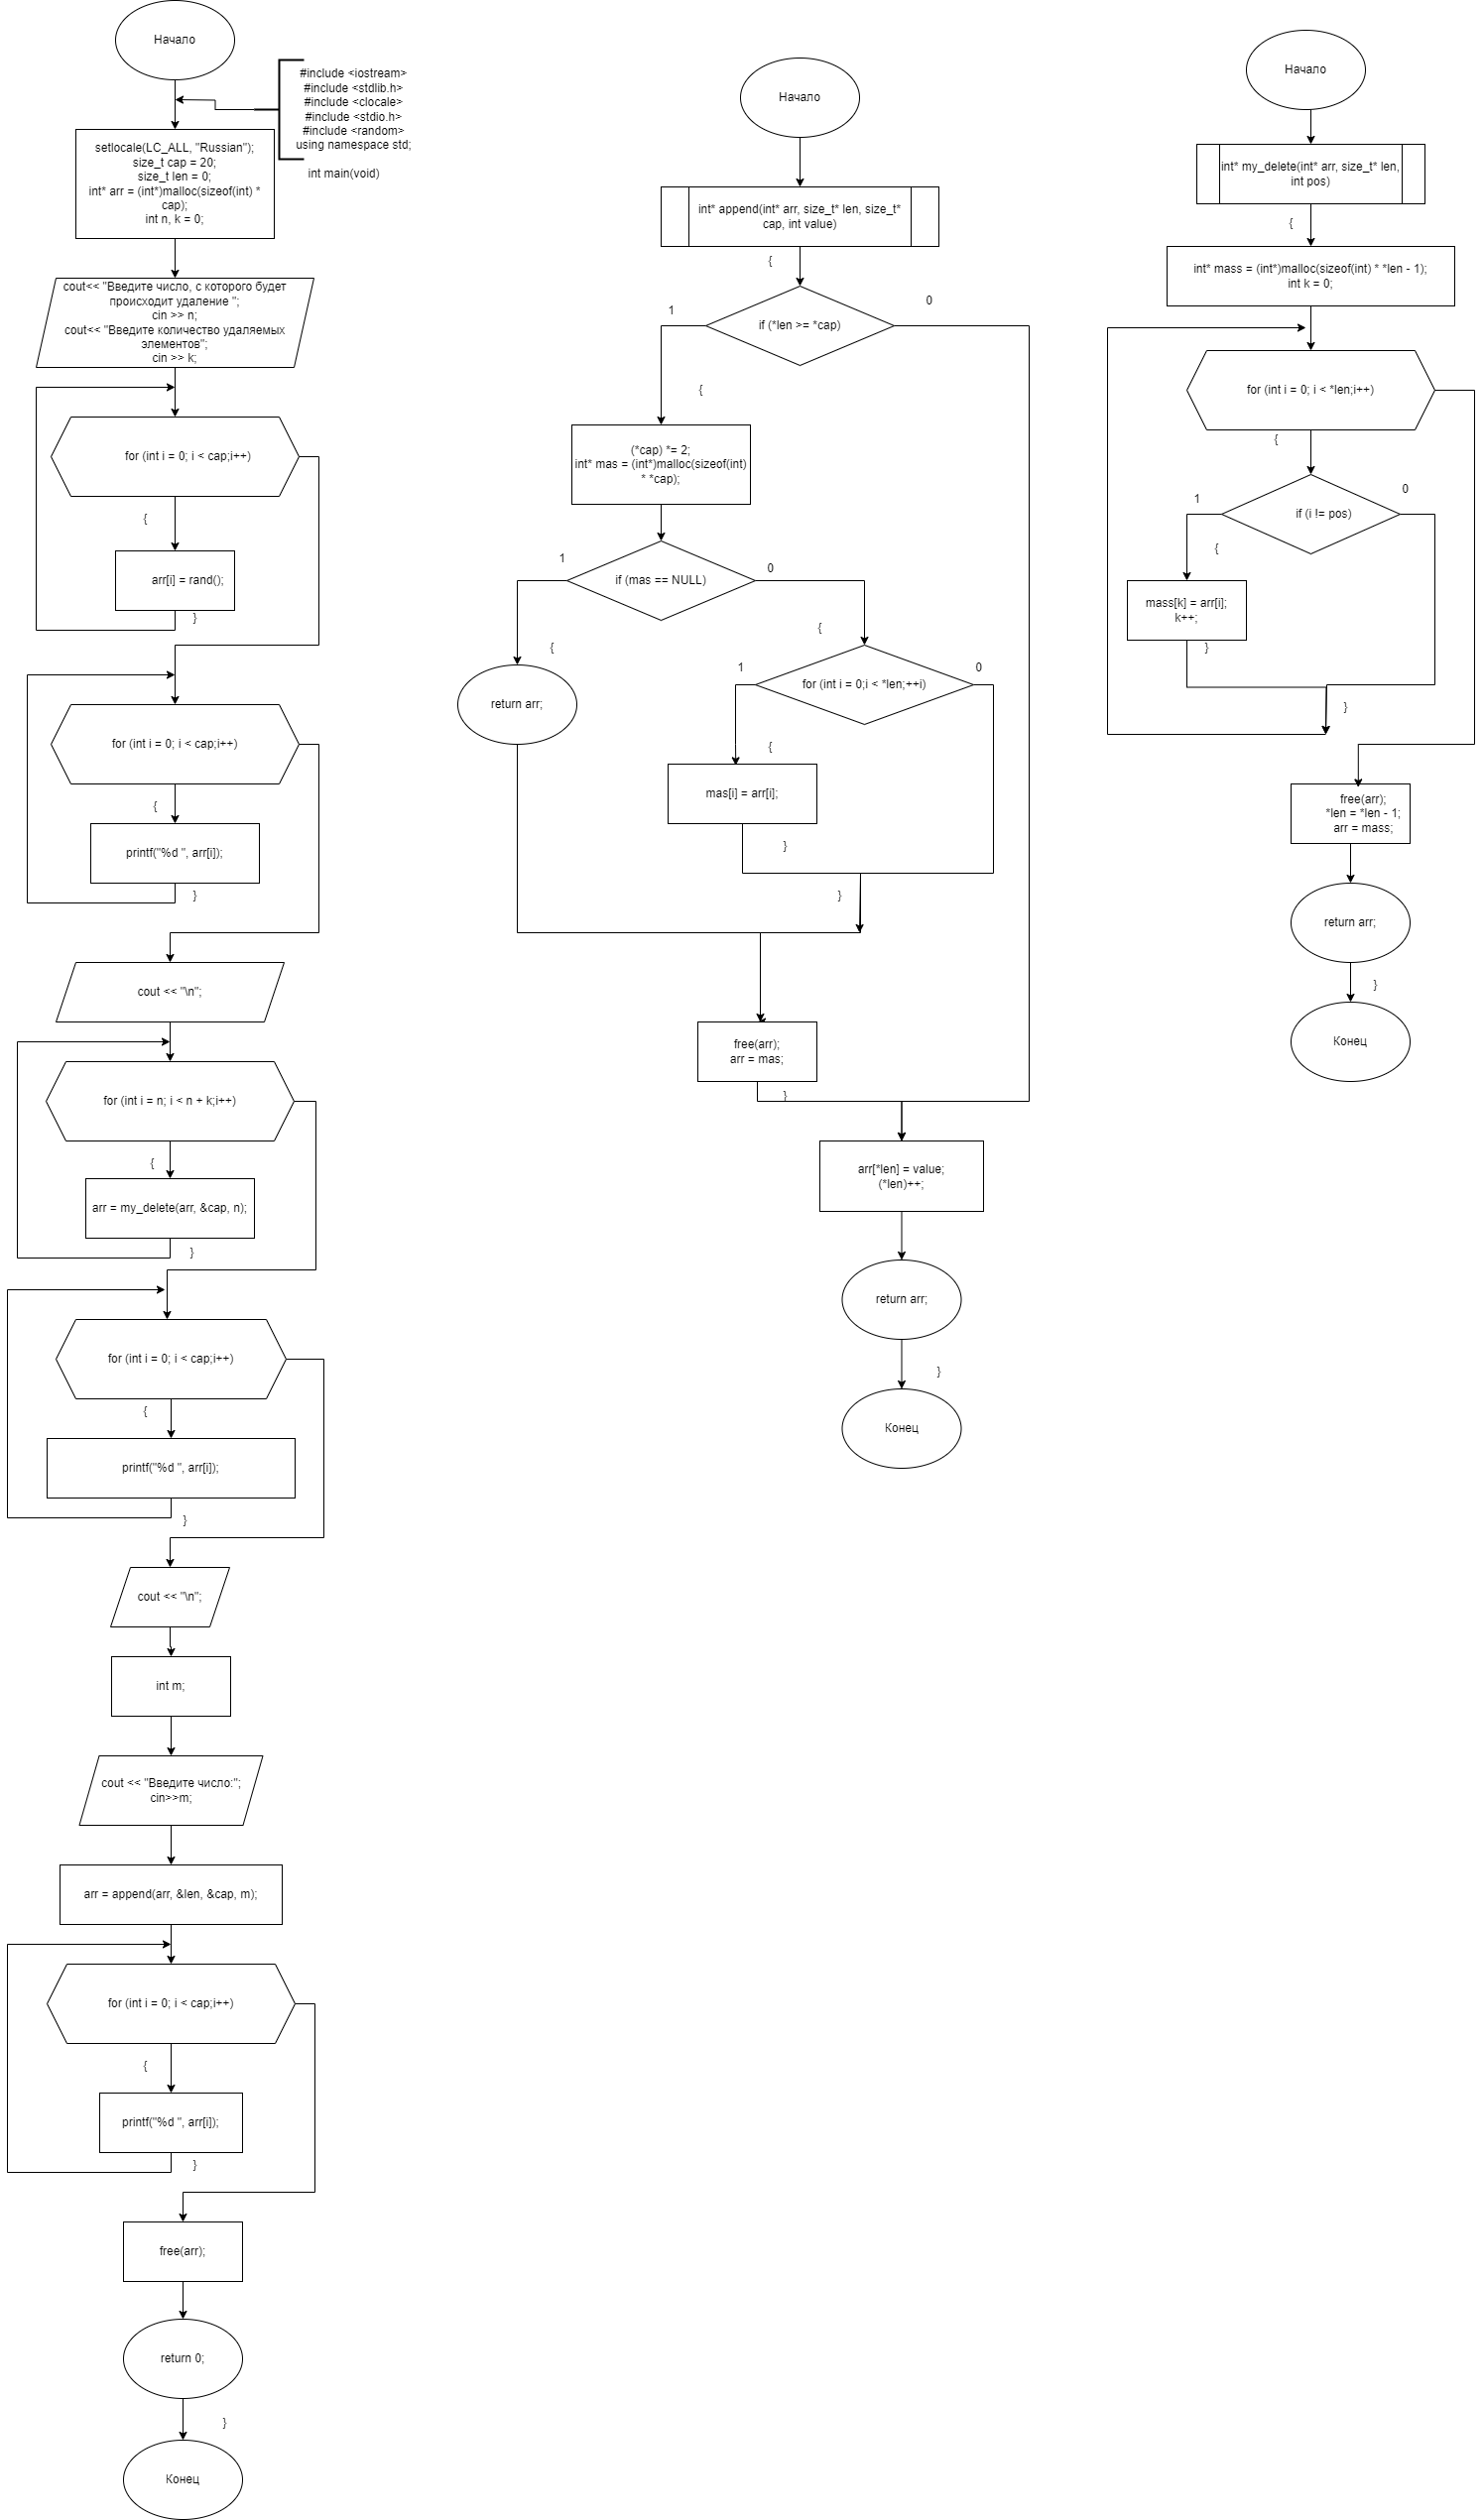 Начало
#include <iostream>
#include <stdlib.h>
#include <clocale>
#include <stdio.h>
#include <random>
using namespace std;
int main(void)
setlocale(LC_ALL, "Russian");
size_t cap = 20;
size_t len = 0;
int* arr = (int*)malloc(sizeof(int) *
cap);
int n, k = 0;
cout<< "Введите число, с которого будет
происходит удаление ";
cin >> n;
cout<< "Введите количество удаляемых
элементов";
cin >> k;
for (int i = 0; i < cap;i++)
{
arr[i] = rand();
}
for (int i = 0; i < cap;i++)
{
printf("%d ", arr[i]);
}
cout << "\n";
for (int i = n; i < n + k;i++)
{
arr = my_delete(arr, &cap, n);
}
for (int i = 0; i < cap;i++)
{
printf("%d ", arr[i]);
}
cout << "\n";
int m;
cout << "Введите число:";
cin>>m;
arr = append(arr, &len, &cap, m);
for (int i = 0; i < cap;i++)
{
printf("%d ", arr[i]);
}
free(arr);
return 0;
}
Конец
Начало
int* append(int* arr, size_t* len, size_t*
cap, int value)
{
if (*len >= *cap)
1
0
{
(*cap) *= 2;
int* mas = (int*)malloc(sizeof(int)
* *cap);
if (mas == NULL)
1
0
{
return arr;
{
for (int i = 0;i < *len;++i)
1
0
{
mas[i] = arr[i];
}
}
free(arr);
arr = mas;
}
arr[*len] = value;
(*len)++;
return arr;
}
Конец
Начало
int* my_delete(int* arr, size_t* len,
int pos)
{
int* mass = (int*)malloc(sizeof(int) * *len - 1);
int k = 0;
for (int i = 0; i < *len;i++)
{
if (i != pos)
1
0
{
mass[k] = arr[i];
k++;
}
}
free(arr);
*len = *len - 1;
arr = mass;
return arr;
}
Конец